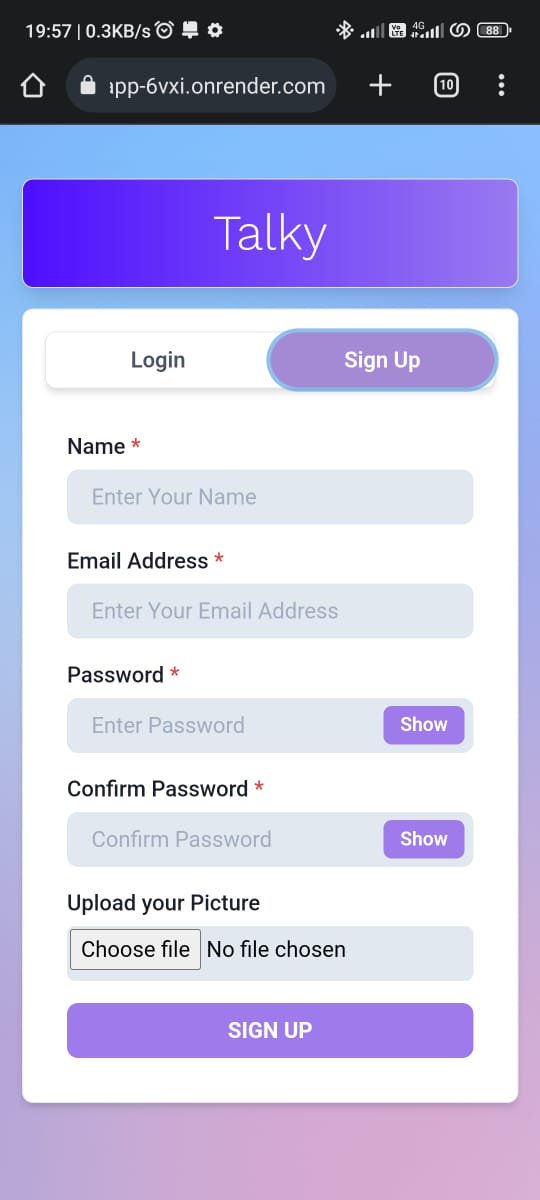 19:57 | 0.3KB/s
Vo
LTE
4G
88
app-6vxi.onrender.com
10
Talky
Login
Sign Up
Name *
Enter Your Name
Email Address *
Enter Your Email Address
Password *
Enter Password
Show
Confirm Password *
Confirm Password
Show
Upload your Picture
Choose file No file chosen
SIGN UP